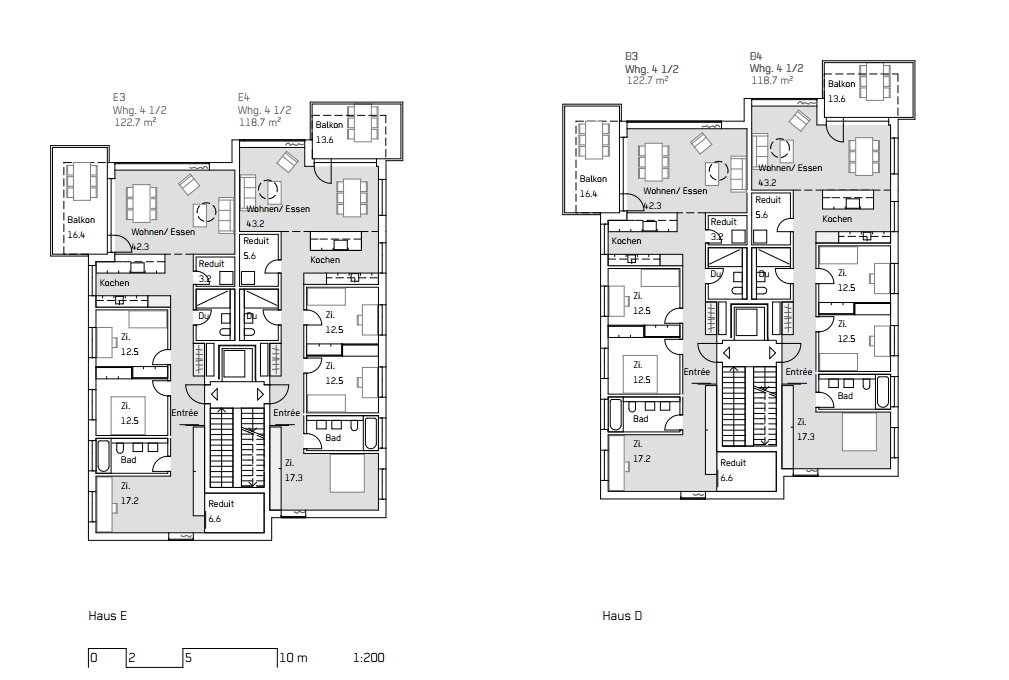 E3
Whg. 4 1/2
122.7 m²
E4
Whg. 4 1/2
118.7 m²
Balkon
13.6
Balkon
16.4
Wohnen/ Essen
42.3
Wohnen/ Essen
43.2
Reduit
5.6
Kochen
Reduit
3.2
Kochen
Du
Du
Zi.
12.5
Zi.
12.5
Zi.
12.5
Zi.
12.5
Entrée
Entrée
Bad
Bad
Zi.
17.3
Zi.
17.2
Reduit
6.6
Haus E
D3
Whg. 4 1/2
122.7 m²
D4
Whg. 4 1/2
118.7 m²
Balkon
13.6
Balkon
16.4
Wohnen/ Essen
43.2
Wohnen/ Essen
42.3
Reduit
5.6
Kochen
Reduit
3.2
Kochen
Du
Du
Zi.
12.5
Zi.
12.5
Zi.
12.5
Zi.
12.5
Entrée
Entrée
Bad
Bad
Zi.
17.3
Zi.
17.2
Reduit
6.6
Haus D
0 2 5 10 m 1:200